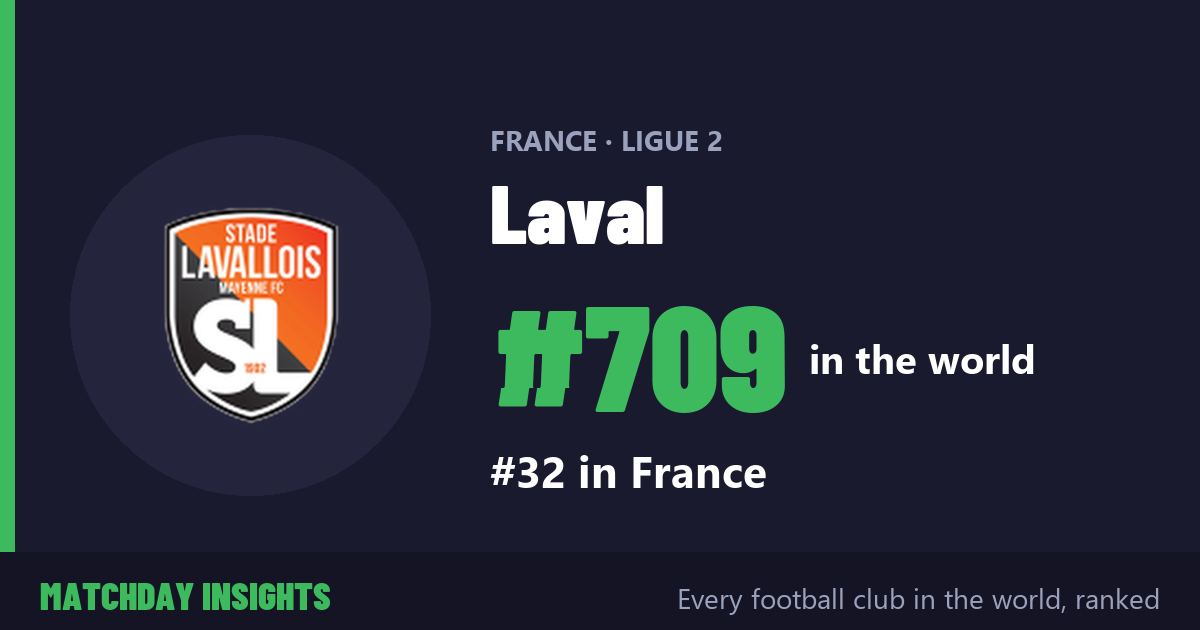 FRANCE · LIGUE 2
Laval
STADE
LAVALLOIS
MAYENNE FC
SL
1902
#709 in the world
#32 in France
MATCHDAY INSIGHTS
Every football club in the world, ranked